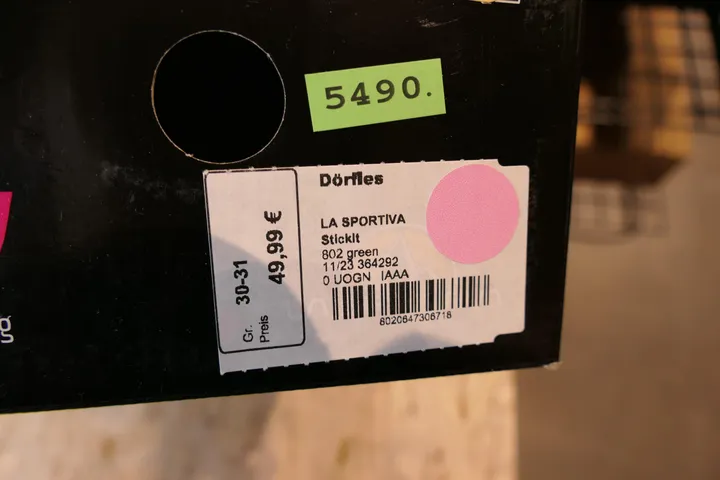 5490.
Dörfles
LA SPORTIVA
Stickit
802 green
11/23 364292
0 UOGN IAAA
8020647306718
Gr. 30-31
Preis 49,99 €